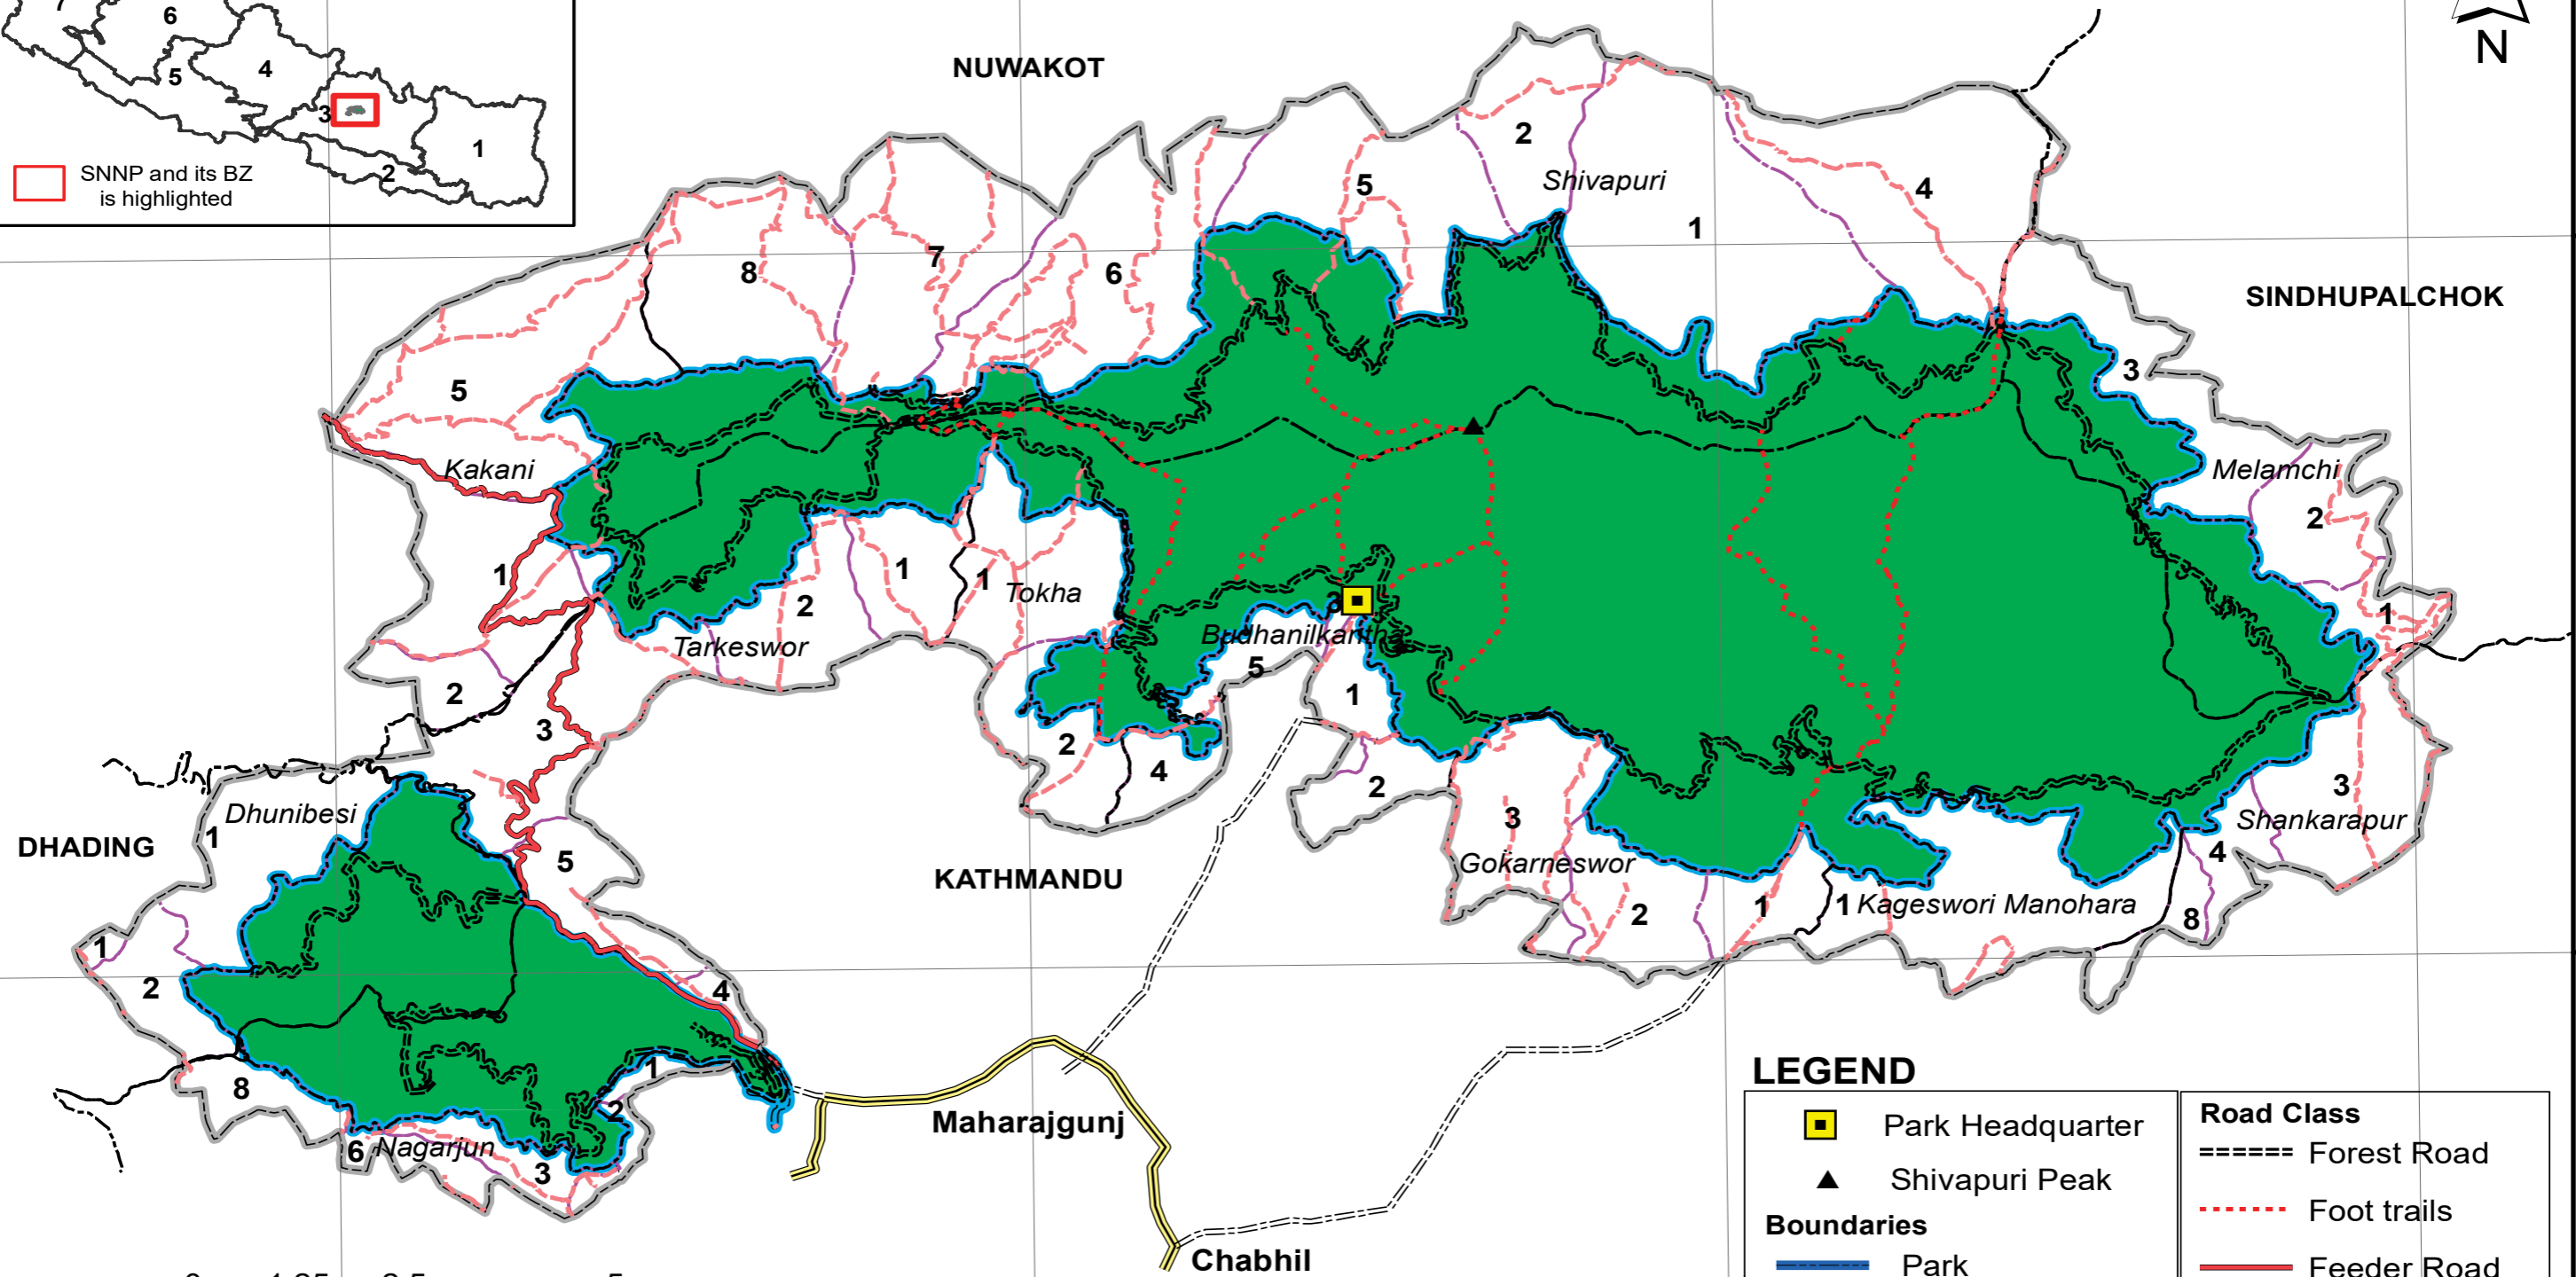 7
6
5
4
3
1
2
SNNP and its BZ
is highlighted
N
NUWAKOT
2
Shivapuri
5
4
1
7
8
6
SINDHUPALCHOK
3
5
Kakani
Melamchi
2
1
1
1
Tokha
2
3
1
Tarkeswor
Budhanilkantha
5
2
1
3
2
4
2
3
Dhunibesi
1
DHADING
3
Shankarapur
5
KATHMANDU
Gokarneswor
4
2
1
1
Kageswori Manohara
8
1
2
4
8
1
2
6
Nagarjun
3
Maharajgunj
Chabhil
LEGEND
Park Headquarter
Shivapuri Peak
Boundaries
Park
Road Class
Forest Road
Foot trails
Feeder Road